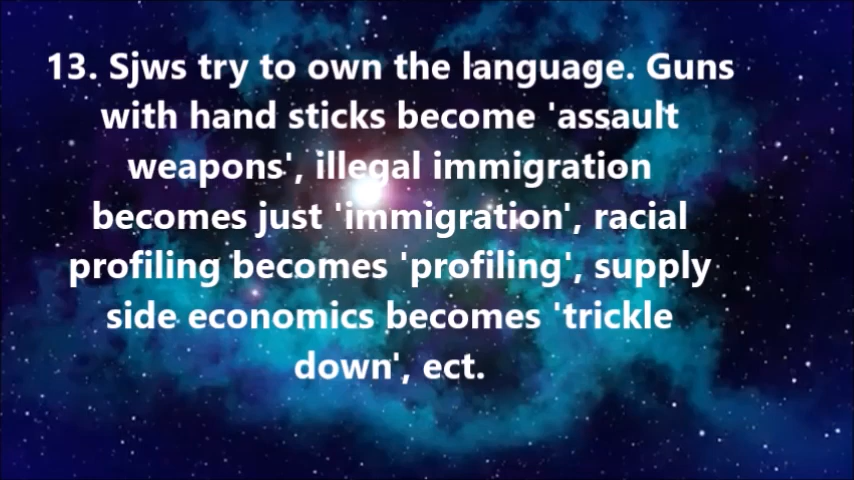 13. Sjws try to own the language. Guns
with hand sticks become 'assault
weapons', illegal immigration
becomes just 'immigration', racial
profiling becomes 'profiling', supply
side economics becomes 'trickle
down', ect.